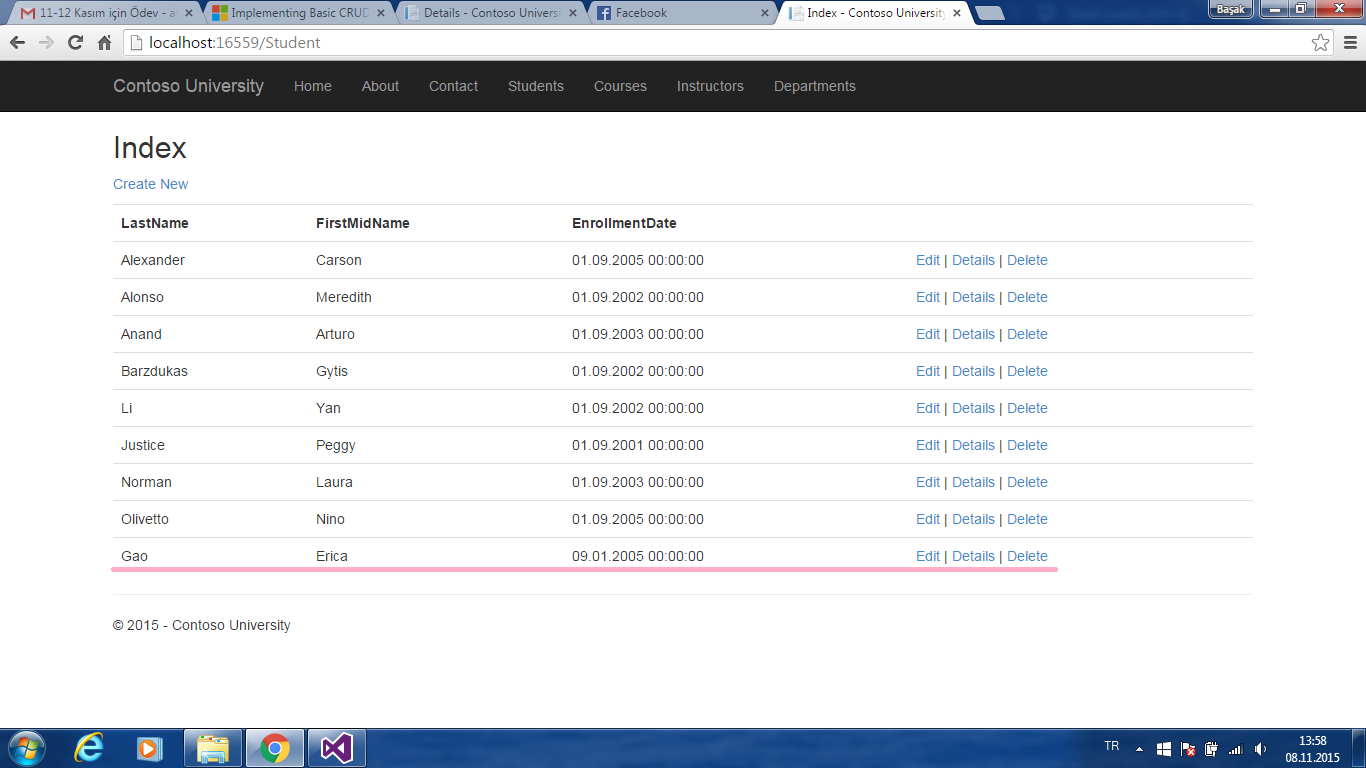 11-12 Kasım için Ödev - a
Implementing Basic CRUD
Details - Contoso Universi
Facebook
Index - Contoso University
Başak
localhost:16559/Student
Contoso University Home About Contact Students Courses Instructors Departments
Index
Create New
LastName FirstMidName EnrollmentDate
Alexander Carson 01.09.2005 00:00:00 Edit | Details | Delete
Alonso Meredith 01.09.2002 00:00:00 Edit | Details | Delete
Anand Arturo 01.09.2003 00:00:00 Edit | Details | Delete
Barzdukas Gytis 01.09.2002 00:00:00 Edit | Details | Delete
Li Yan 01.09.2002 00:00:00 Edit | Details | Delete
Justice Peggy 01.09.2001 00:00:00 Edit | Details | Delete
Norman Laura 01.09.2003 00:00:00 Edit | Details | Delete
Olivetto Nino 01.09.2005 00:00:00 Edit | Details | Delete
Gao Erica 09.01.2005 00:00:00 Edit | Details | Delete
© 2015 - Contoso University
TR
13:58
08.11.2015